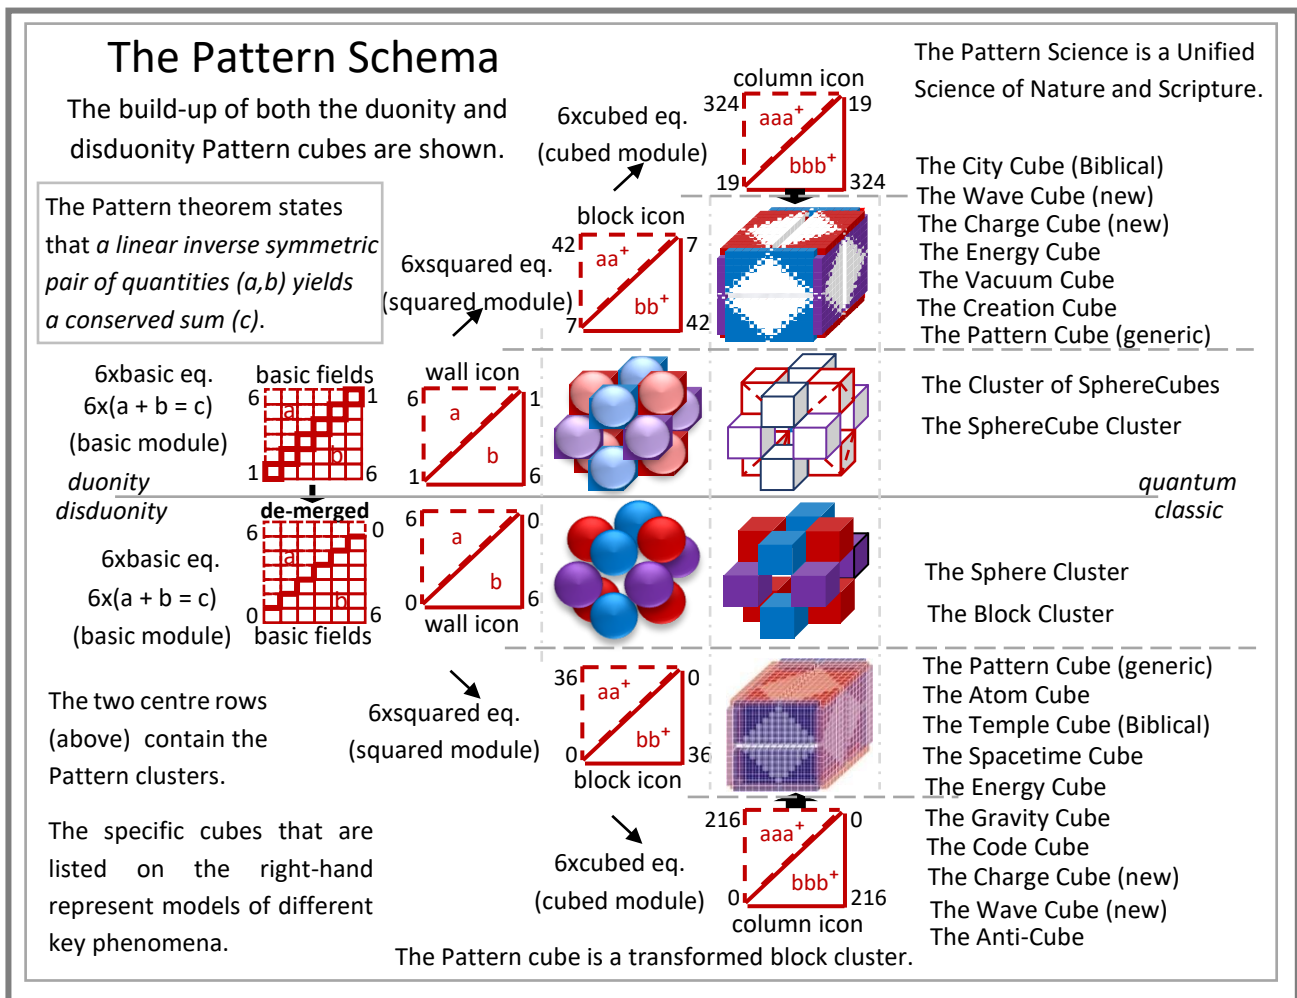 The Pattern Schema
The build-up of both the duonity and
disduonity Pattern cubes are shown.
The Pattern Science is a Unified
Science of Nature and Scripture.
column icon
324
19
aaa⁺
bbb⁺
19
324
6xcubed eq.
(cubed module)
The Pattern theorem states
that a linear inverse symmetric
pair of quantities (a,b) yields
a conserved sum (c).
block icon
42
7
aa⁺
bb⁺
7
42
6xsquared eq.
(squared module)
The City Cube (Biblical)
The Wave Cube (new)
The Charge Cube (new)
The Energy Cube
The Vacuum Cube
The Creation Cube
The Pattern Cube (generic)
6xbasic eq.
6x(a + b = c)
(basic module)
basic fields
6
1
a
b
1
6
wall icon
6
1
a
b
1
6
The Cluster of SphereCubes
The SphereCube Cluster
duonity
disduonity
quantum
classic
de-merged
6
0
a
b
0
6
basic fields
6xbasic eq.
6x(a + b = c)
(basic module)
6
0
a
b
0
6
wall icon
The Sphere Cluster
The Block Cluster
The two centre rows
(above) contain the
Pattern clusters.
6xsquared eq.
(squared module)
36
0
aa⁺
bb⁺
0
36
block icon
The Pattern Cube (generic)
The Atom Cube
The Temple Cube (Biblical)
The Spacetime Cube
The Energy Cube
The Gravity Cube
The Code Cube
The Charge Cube (new)
The Wave Cube (new)
The Anti-Cube
The specific cubes that are
listed on the right-hand
represent models of different
key phenomena.
6xcubed eq.
(cubed module)
216
0
aaa⁺
bbb⁺
0
216
column icon
The Pattern cube is a transformed block cluster.